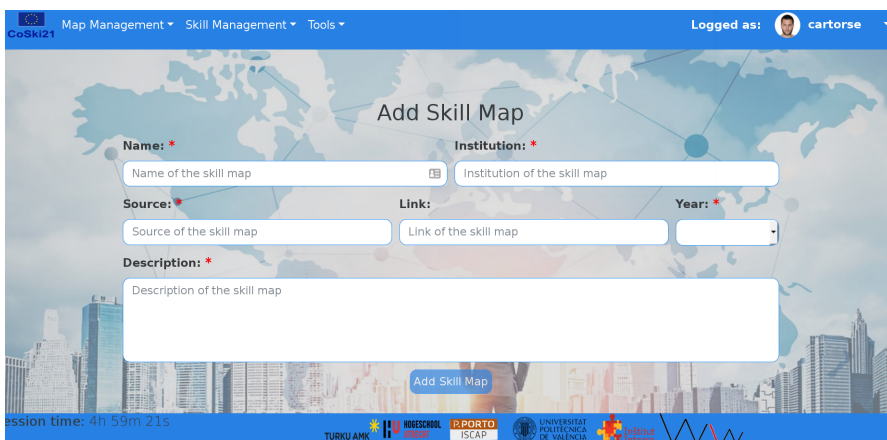 CoSki21
Map Management Skill Management Tools
Logged as: cartorse
Add Skill Map
Name: * Institution: *
Name of the skill map Institution of the skill map
Source: * Link: Year: *
Source of the skill map Link of the skill map
Description: *
Description of the skill map
Add Skill Map
ession time: 4h 59m 21s
TURKU AMK
HU HOGESCHOOL
P.PORTO
ISCAP
UNIVERSITAT
POLITÈCNICA
DE VALÈNCIA